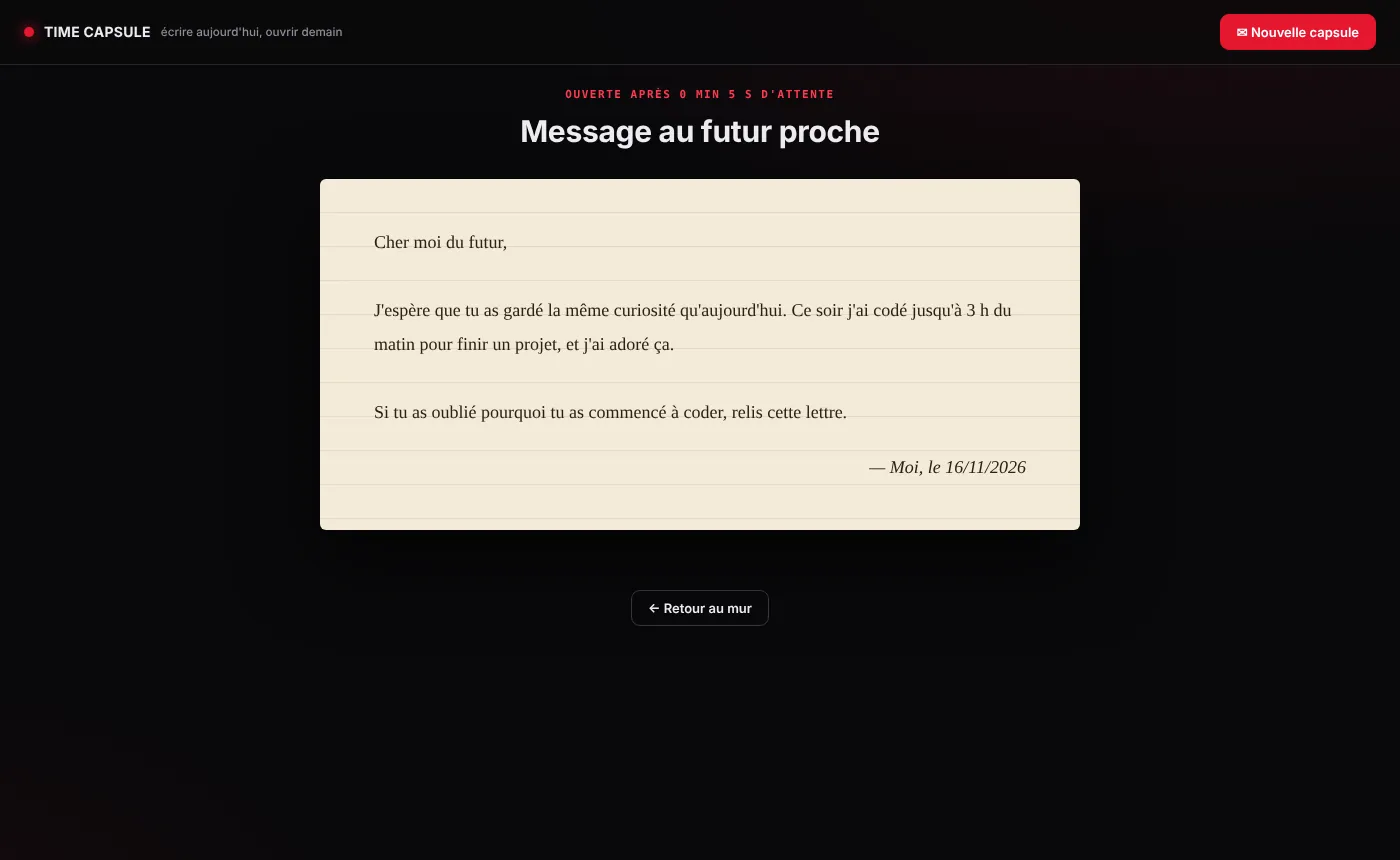 TIME CAPSULE écrire aujourd'hui, ouvrir demain
✉ Nouvelle capsule
OUVERTE APRÈS 0 MIN 5 S D'ATTENTE
Message au futur proche
Cher moi du futur,
J'espère que tu as gardé la même curiosité qu'aujourd'hui. Ce soir j'ai codé jusqu'à 3 h du
matin pour finir un projet, et j'ai adoré ça.
Si tu as oublié pourquoi tu as commencé à coder, relis cette lettre.
— Moi, le 16/11/2026
← Retour au mur